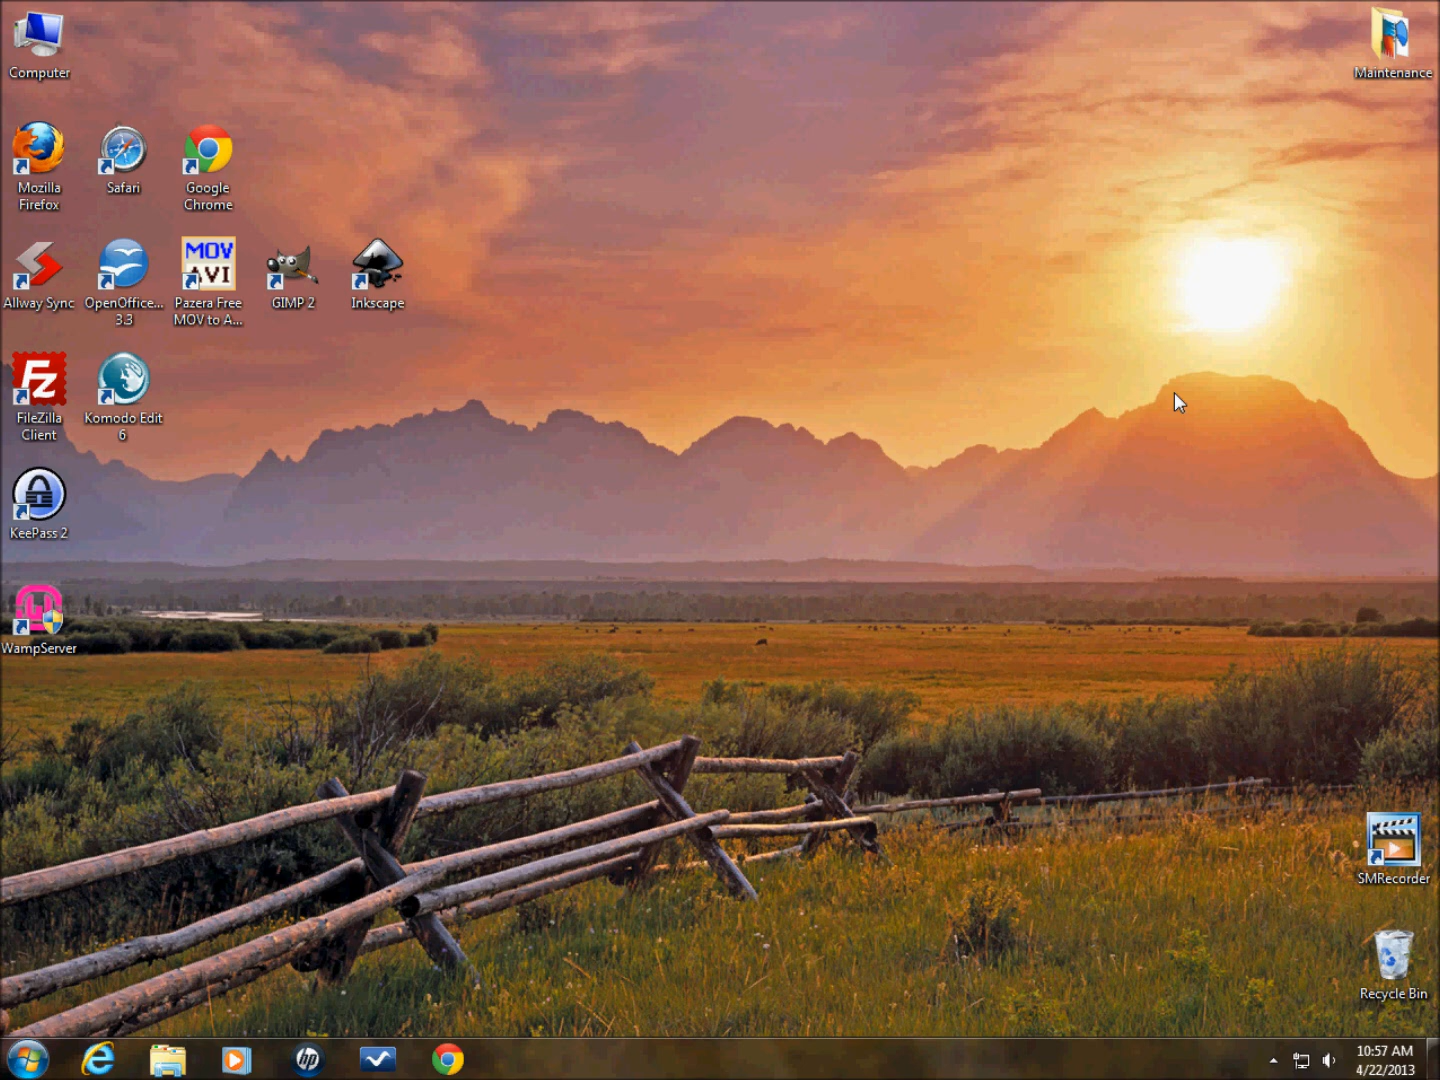 Computer
Maintenance
Mozilla
Firefox
Safari
Google
Chrome
Allway Sync
OpenOffice...
3.3
MOV
AVI
Pazera Free
MOV to A...
GIMP 2
Inkscape
Fz
FileZilla
Client
Komodo Edit
6
KeePass 2
WampServer
SMRecorder
Recycle Bin
hp
10:57 AM
4/22/2013